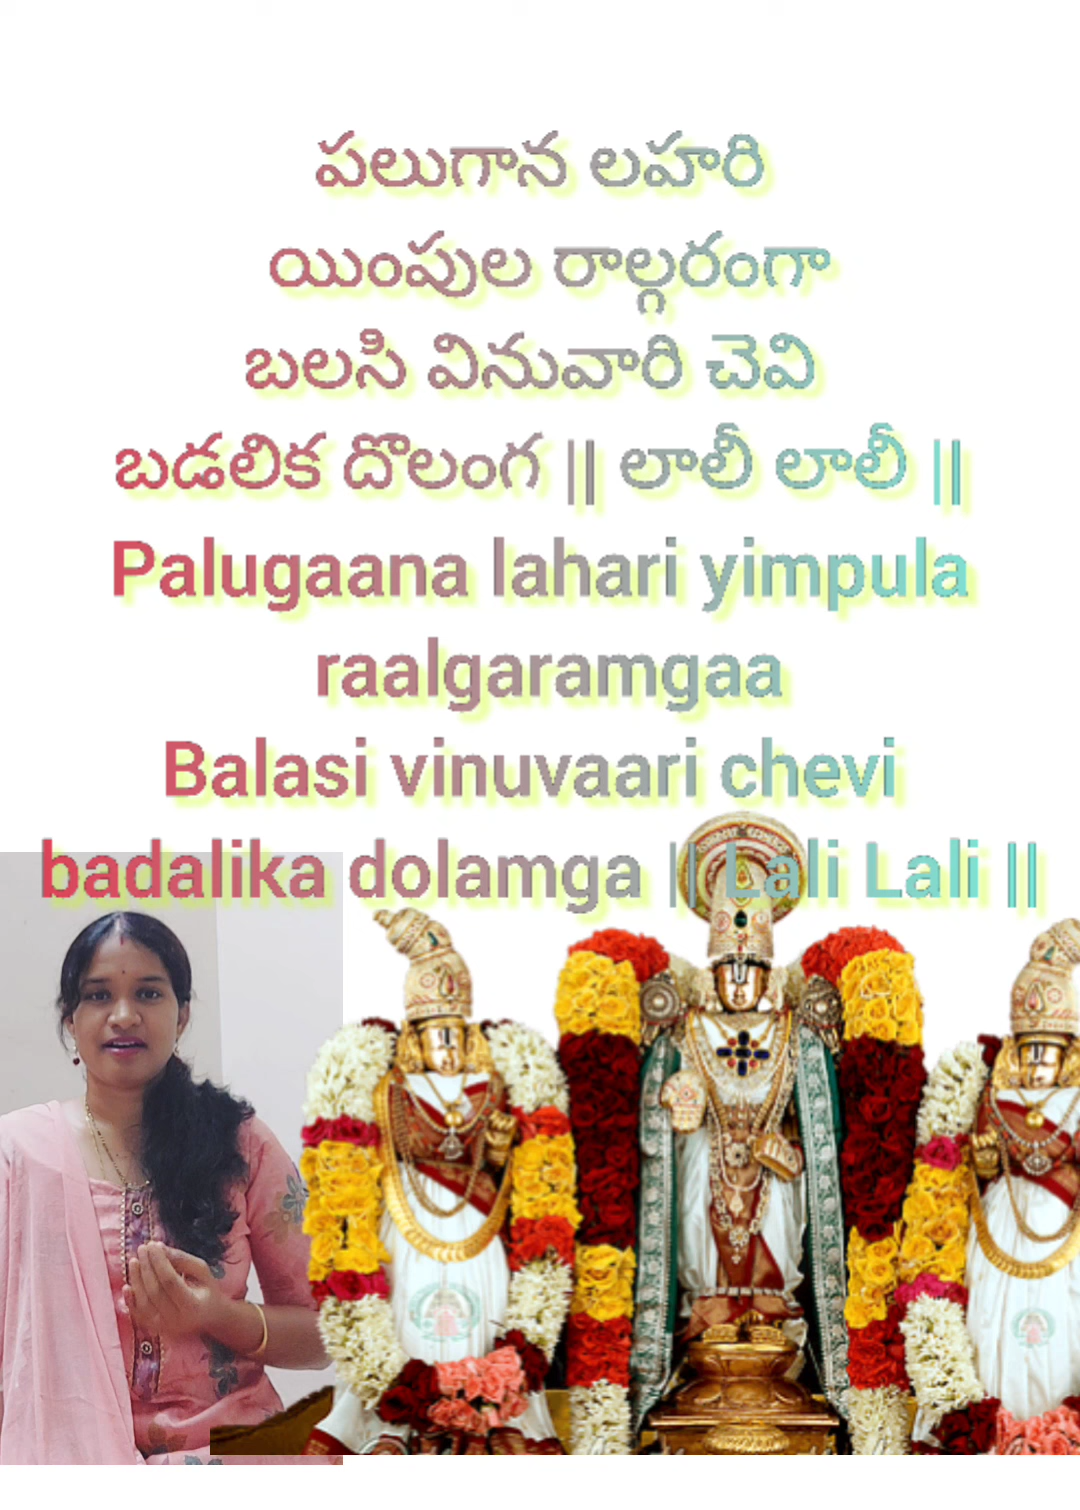 పలుగాన లహరి
యింపుల రాల్గరంగా
బలసి వినువారి చెవి
బడలిక దొలంగ || లాలీ లాలీ ||
Palugaana lahari yimpula
raalgaramgaa
Balasi vinuvaari chevi
badalika dolamga || Lali Lali ||